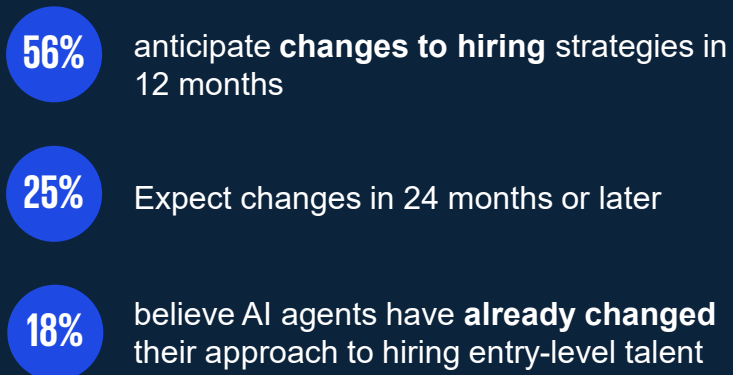 56%
anticipate changes to hiring strategies in
12 months
25%
Expect changes in 24 months or later
18%
believe AI agents have already changed
their approach to hiring entry-level talent